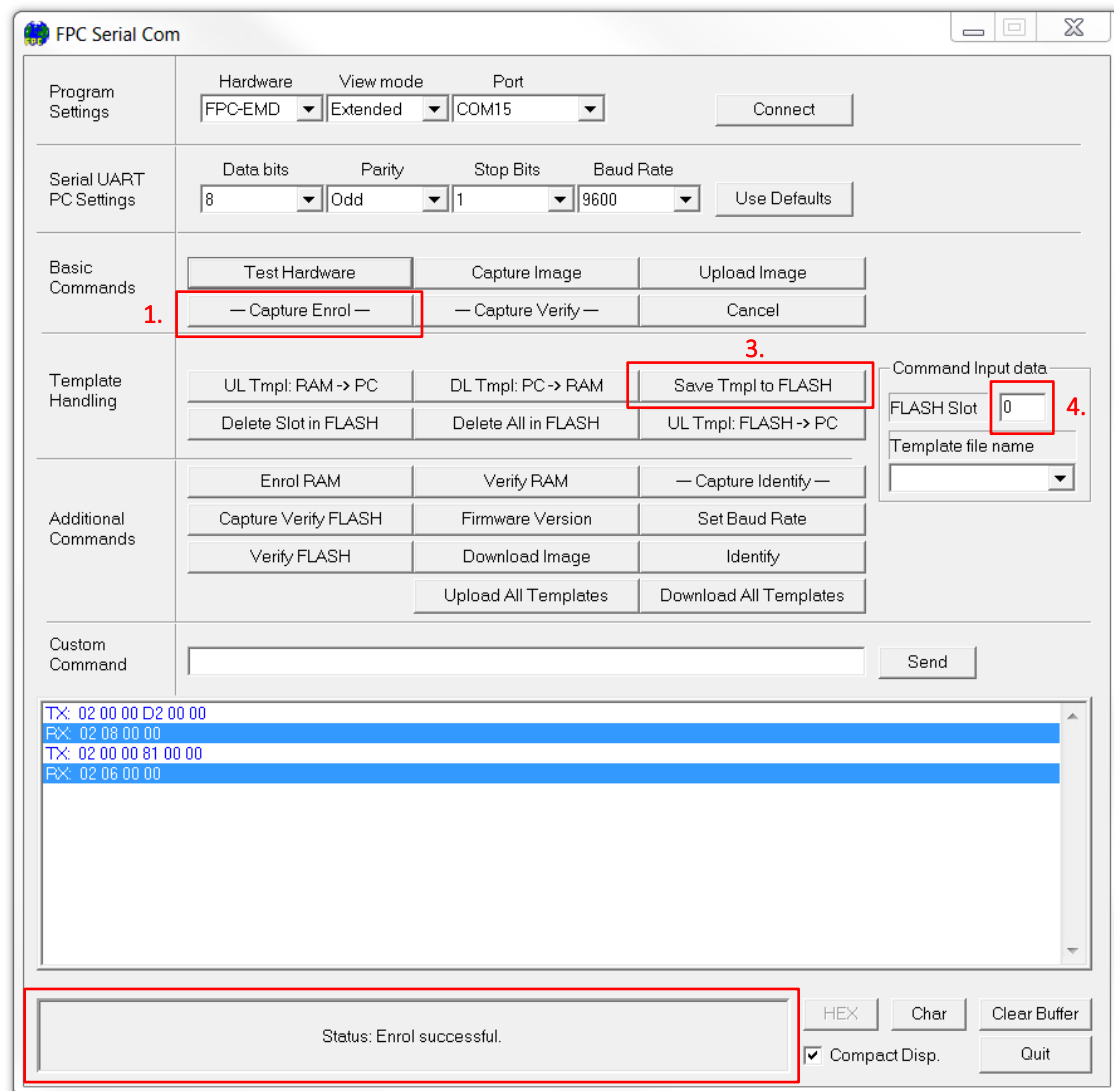 FPC Serial Com
Program
Settings
Hardware View mode Port
FPC-EMD Extended COM15
Connect
Serial UART
PC Settings
Data bits Parity Stop Bits Baud Rate
8 Odd 1 9600
Use Defaults
Basic
Commands
Test Hardware Capture Image Upload Image
1.
— Capture Enrol — — Capture Verify — Cancel
3.
Template
Handling
UL Tmpl: RAM -> PC DL Tmpl: PC -> RAM Save Tmpl to FLASH
Delete Slot in FLASH Delete All in FLASH UL Tmpl: FLASH -> PC
Command Input data
FLASH Slot 0 4.
Template file name
Additional
Commands
Enrol RAM Verify RAM — Capture Identify —
Capture Verify FLASH Firmware Version Set Baud Rate
Verify FLASH Download Image Identify
Upload All Templates Download All Templates
Custom
Command
Send
TX: 02 00 00 D2 00 00
RX: 02 08 00 00
TX: 02 00 00 81 00 00
RX: 02 06 00 00
Status: Enrol successful.
HEX Char Clear Buffer
Compact Disp. Quit